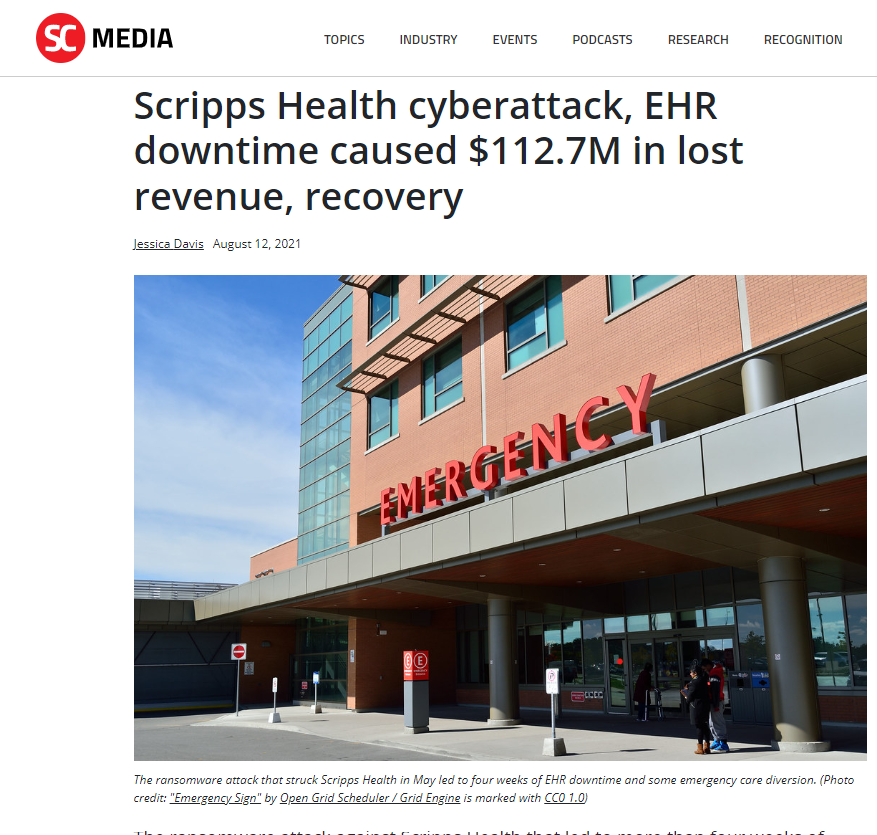 SC MEDIA
TOPICS INDUSTRY EVENTS PODCASTS RESEARCH RECOGNITION
Scripps Health cyberattack, EHR
downtime caused $112.7M in lost
revenue, recovery
Jessica Davis August 12, 2021
EMERGENCY
E
The ransomware attack that struck Scripps Health in May led to four weeks of EHR downtime and some emergency care diversion. (Photo
credit: "Emergency Sign" by Open Grid Scheduler / Grid Engine is marked with CC0 1.0)
The ransomware attack against Scripps Health that led to more than four weeks of